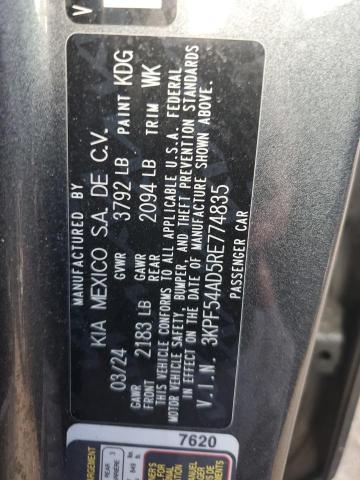 V
MANUFACTURED BY
KIA MEXICO S.A. DE C.V.
03/24 GVWR 3792 LB PAINT KDG
GAWR FRONT 2183 LB GAWR REAR 2094 LB TRIM WK
THIS VEHICLE CONFORMS TO ALL APPLICABLE U.S.A. FEDERAL
MOTOR VEHICLE SAFETY, BUMPER, AND THEFT PREVENTION STANDARDS
IN EFFECT ON THE DATE OF MANUFACTURE SHOWN ABOVE.
V.I.N. 3KPF54AD5RE774835
PASSENGER CAR
7620
REAR 3